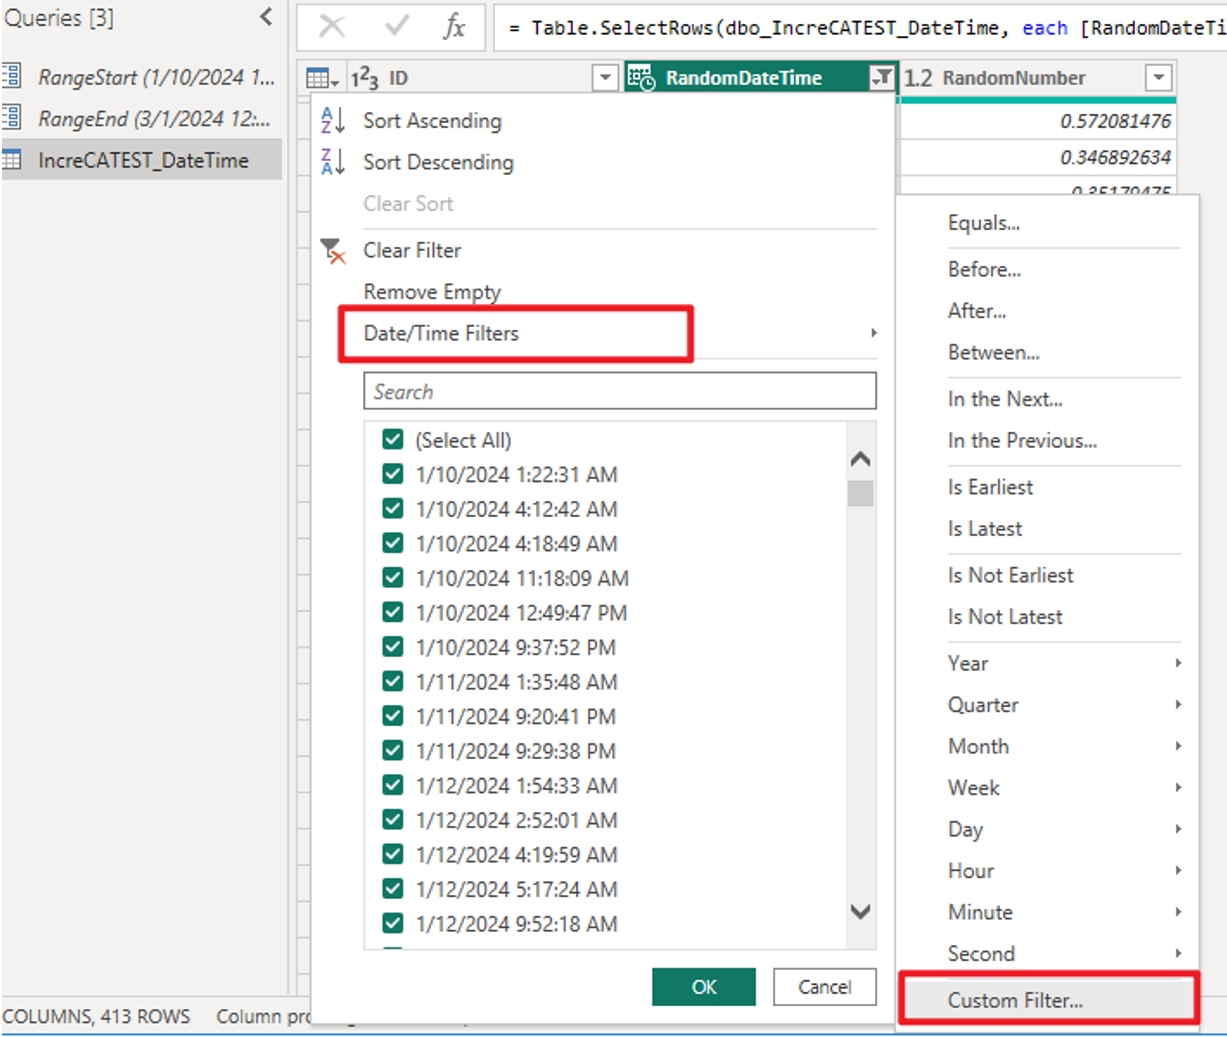 Queries [3]
fx
= Table.SelectRows(dbo_IncreCATEST_DateTime, each [RandomDateTi
RangeStart (1/10/2024 1...
RangeEnd (3/1/2024 12:...
IncreCATEST_DateTime
123 ID
RandomDateTime
1.2 RandomNumber
0.572081476
0.346892634
0.35179475
Sort Ascending
Sort Descending
Clear Sort
Clear Filter
Remove Empty
Date/Time Filters
Search
(Select All)
1/10/2024 1:22:31 AM
1/10/2024 4:12:42 AM
1/10/2024 4:18:49 AM
1/10/2024 11:18:09 AM
1/10/2024 12:49:47 PM
1/10/2024 9:37:52 PM
1/11/2024 1:35:48 AM
1/11/2024 9:20:41 PM
1/11/2024 9:29:38 PM
1/12/2024 1:54:33 AM
1/12/2024 2:52:01 AM
1/12/2024 4:19:59 AM
1/12/2024 5:17:24 AM
1/12/2024 9:52:18 AM
OK
Cancel
Equals...
Before...
After...
Between...
In the Next...
In the Previous...
Is Earliest
Is Latest
Is Not Earliest
Is Not Latest
Year
Quarter
Month
Week
Day
Hour
Minute
Second
Custom Filter...
COLUMNS, 413 ROWS
Column pro